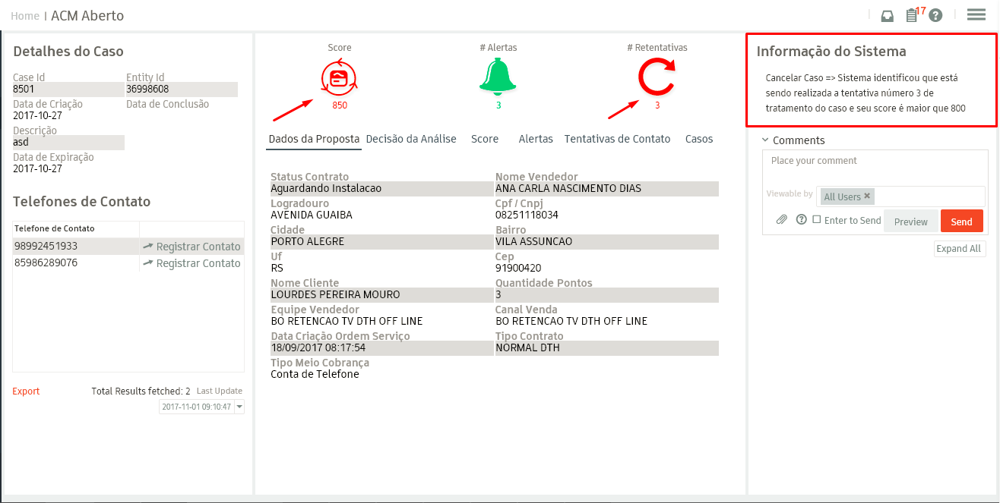 Home | ACM Aberto
17
Detalhes do Caso
Case Id Entity Id
8501 36998608
Data de Criação Data de Conclusão
2017-10-27
Descrição
asd
Data de Expiração
2017-10-27
Telefones de Contato
Telefone de Contato
98992451933 Registrar Contato
85986289076 Registrar Contato
Export Total Results fetched: 2 Last Update
2017-11-01 09:10:47
Score # Alertas # Retentativas
850 3 3
Dados da Proposta Decisão da Análise Score Alertas Tentativas de Contato Casos
Status Contrato Nome Vendedor
Aguardando Instalacao ANA CARLA NASCIMENTO DIAS
Logradouro Cpf / Cnpj
AVENIDA GUAIBA 08251118034
Cidade Bairro
PORTO ALEGRE VILA ASSUNCAO
Uf Cep
RS 91900420
Nome Cliente Quantidade Pontos
LOURDES PEREIRA MOURO 3
Equipe Vendedor Canal Venda
BO RETENCAO TV DTH OFF LINE BO RETENCAO TV DTH OFF LINE
Data Criação Ordem Serviço Tipo Contrato
18/09/2017 08:17:54 NORMAL DTH
Tipo Meio Cobrança
Conta de Telefone
Informação do Sistema
Cancelar Caso => Sistema identificou que está
sendo realizada a tentativa número 3 de
tratamento do caso e seu score é maior que 800
Comments
Place your comment
Viewable by All Users ×
Enter to Send Preview Send
Expand All